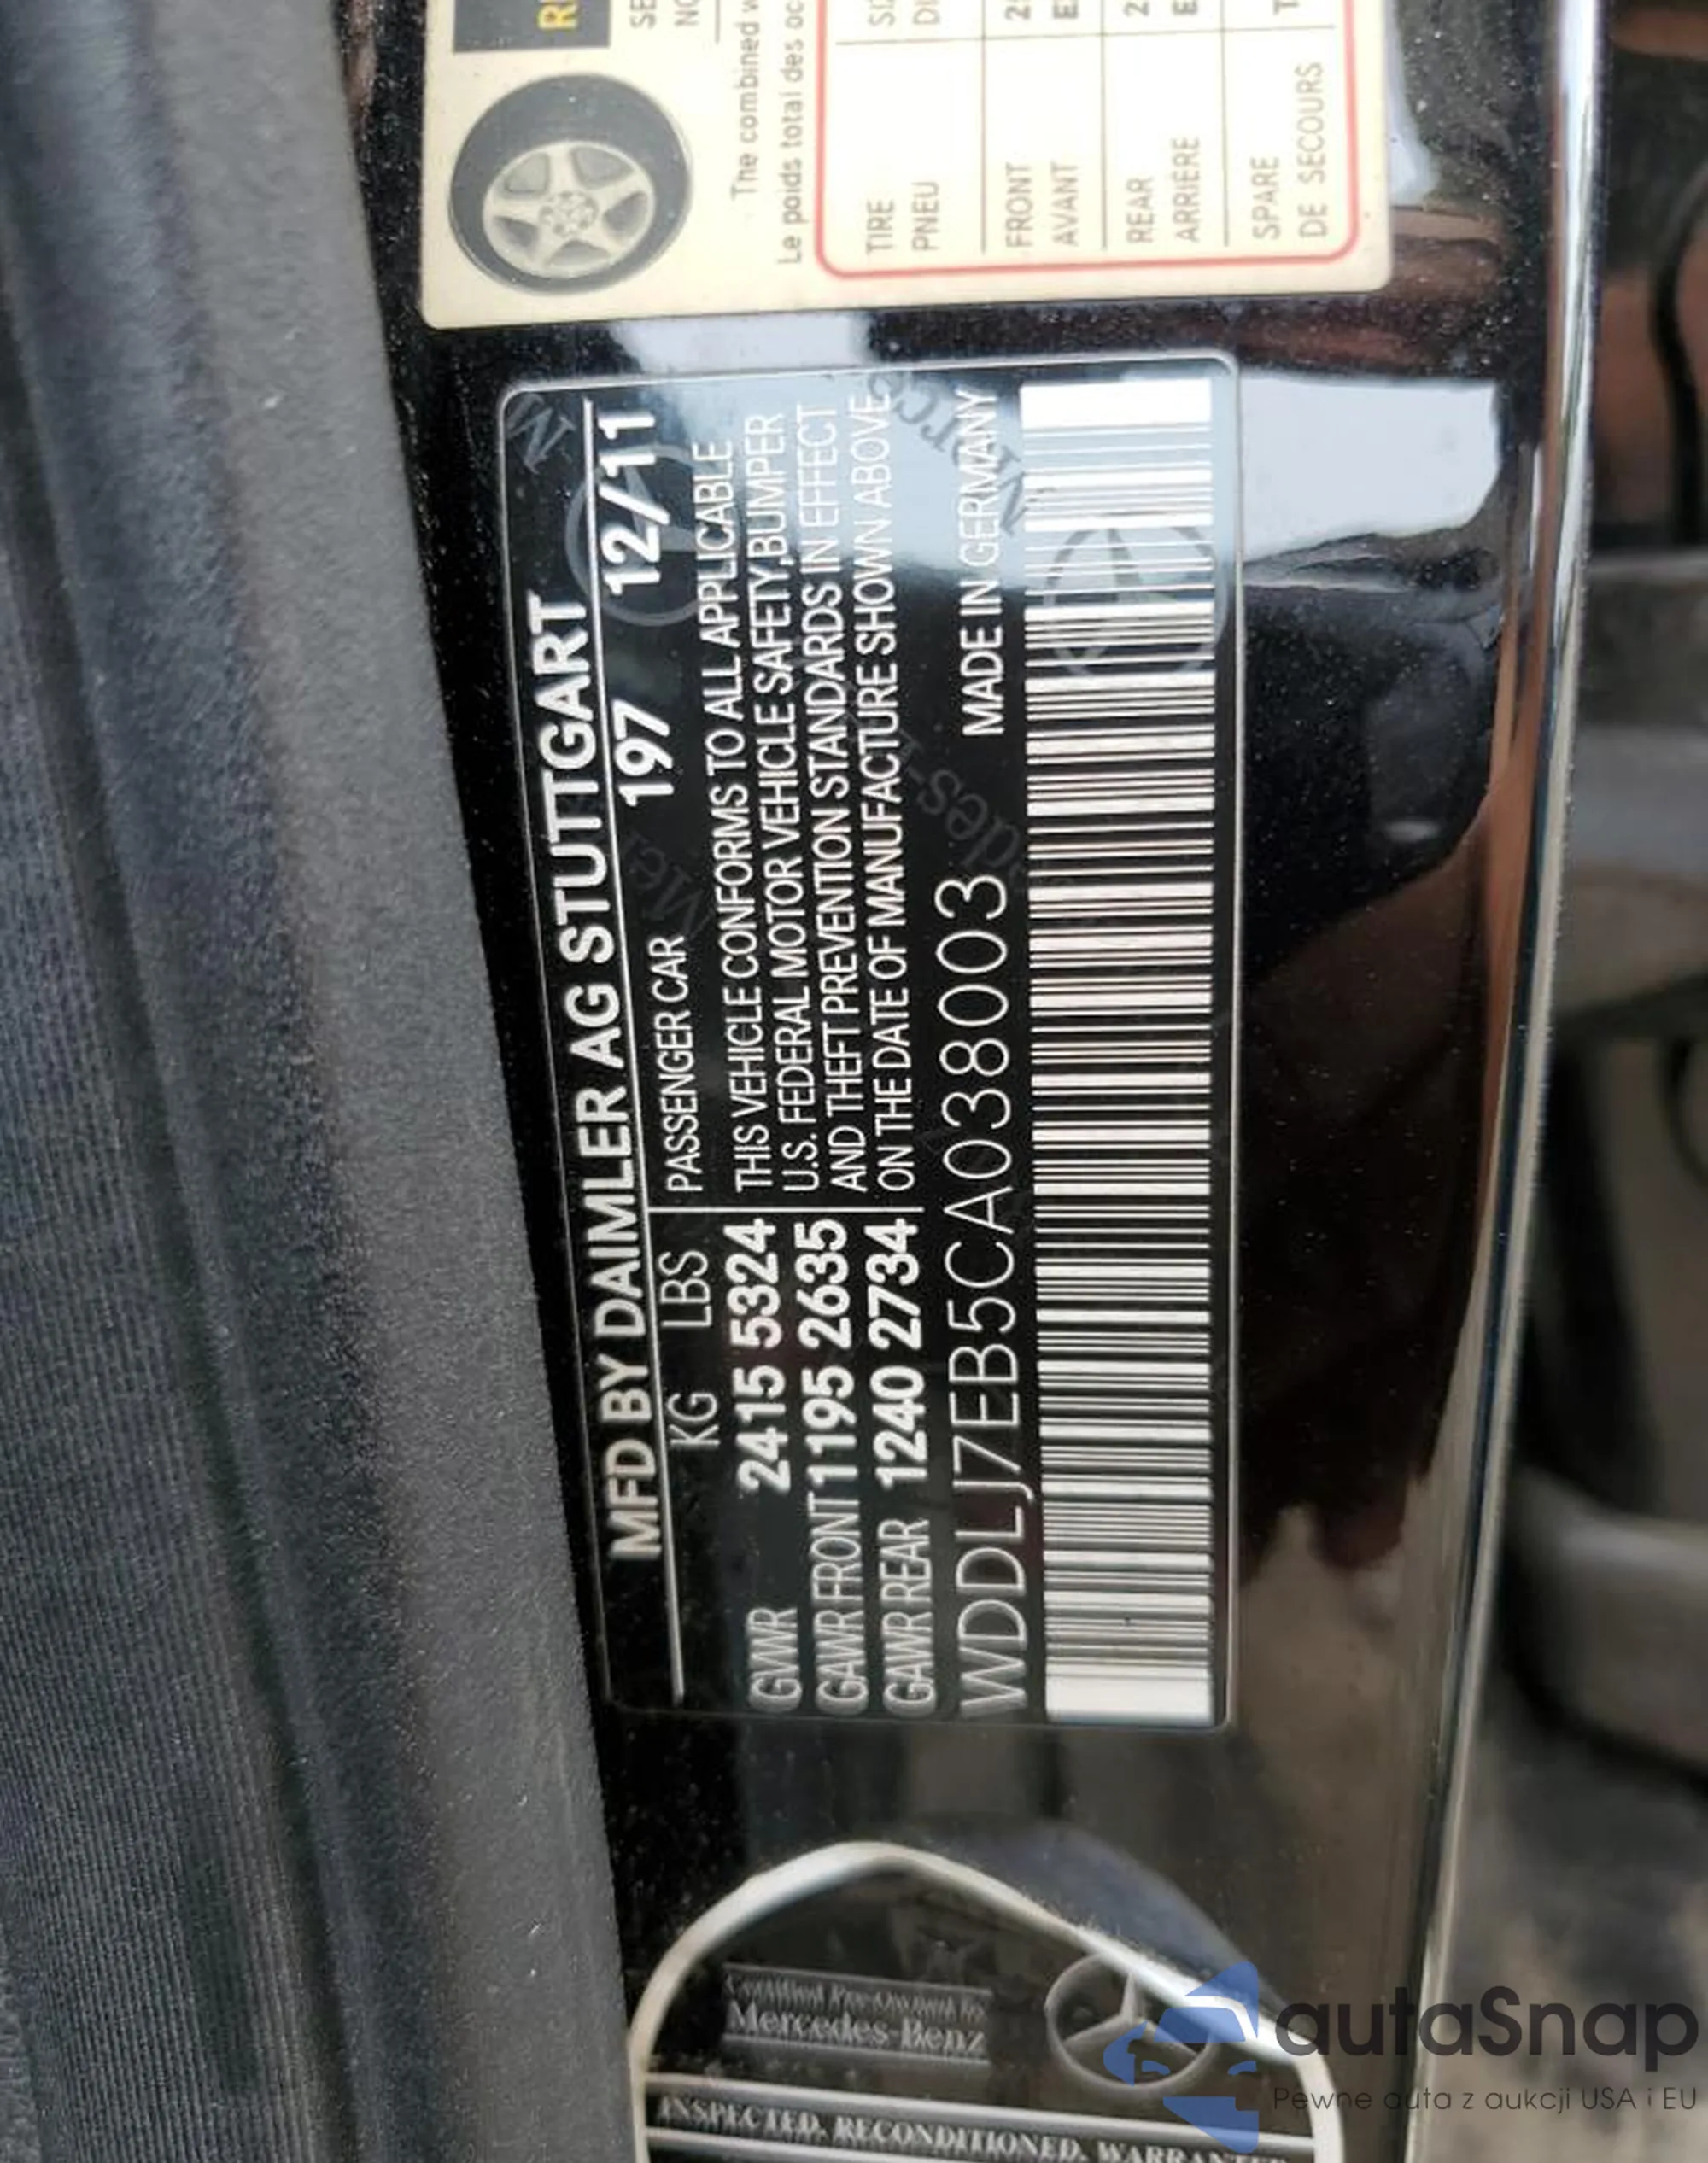 The combined
Le poids total des
TIRE
PNEU
FRONT
AVANT
REAR
ARRIÈRE
SPARE
DE SECOURS
MFD BY DAIMLER AG STUTTGART
KG LBS PASSENGER CAR 197 12/11
GVWR 2415 5324
GAWR FRONT 1195 2635
GAWR REAR 1240 2734
THIS VEHICLE CONFORMS TO ALL APPLICABLE
U.S. FEDERAL MOTOR VEHICLE SAFETY,BUMPER
AND THEFT PREVENTION STANDARDS IN EFFECT
ON THE DATE OF MANUFACTURE SHOWN ABOVE
MADE IN GERMANY
WDDLJ7EB5CA038003
Certified Pre-Owned by
Mercedes-Benz
INSPECTED. RECONDITIONED.
autaSnap
Pewne auta z aukcji USA i EU